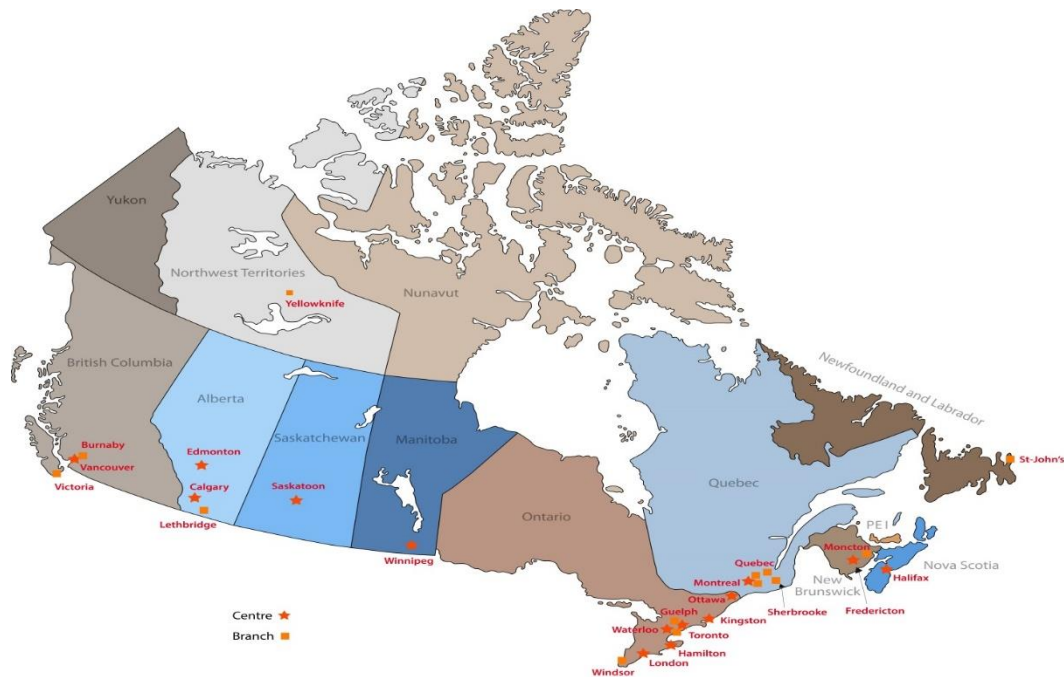 Yukon
Northwest Territories
Yellowknife
Nunavut
British Columbia
Alberta
Saskatchewan
Manitoba
Newfoundland and Labrador
Burnaby
Vancouver
Victoria
Edmonton
Calgary
Lethbridge
Saskatoon
Winnipeg
Ontario
Quebec
St-John's
PEI
Nova Scotia
New
Brunswick
Moncton
Halifax
Fredericton
Quebec
Montreal
Sherbrooke
Ottawa
Kingston
Guelph
Waterloo
Toronto
Hamilton
London
Windsor
Centre
Branch